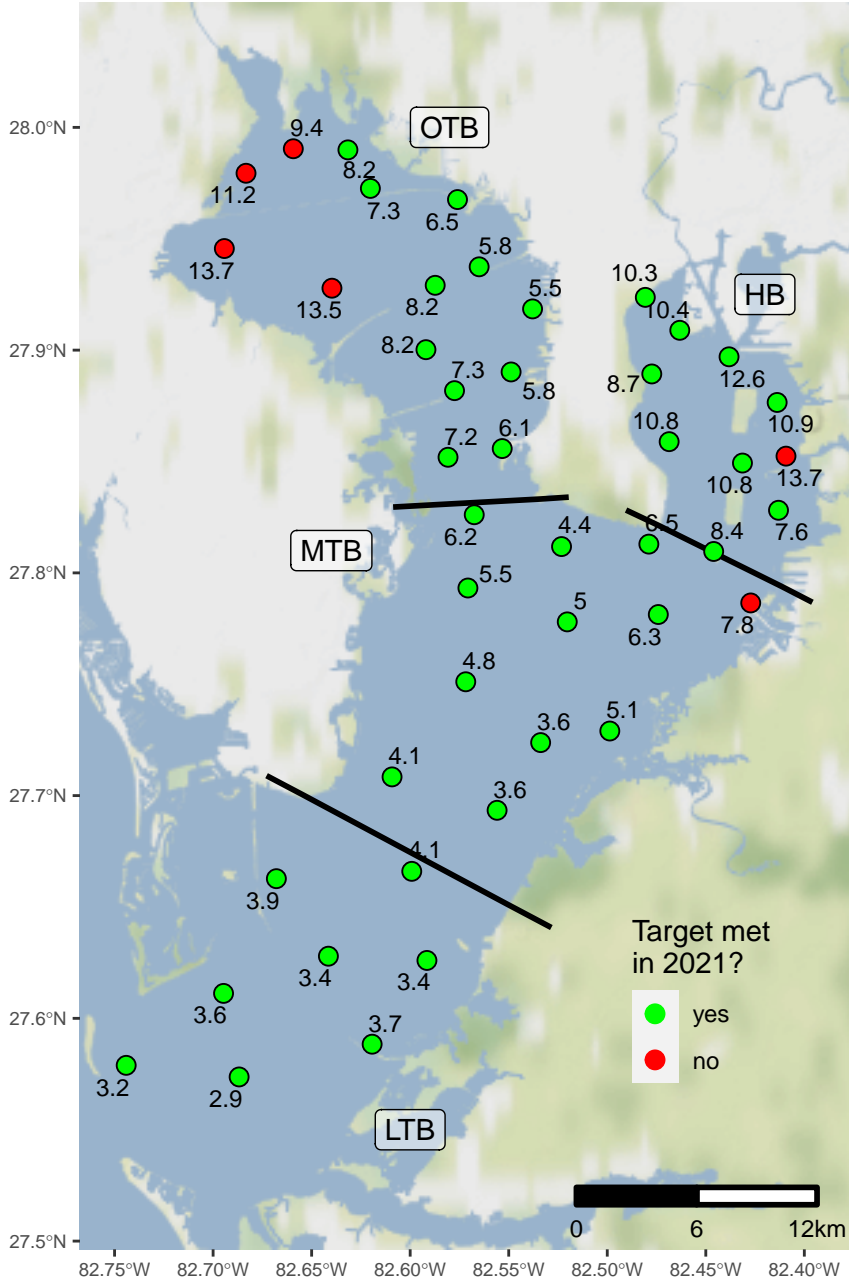 28.0°N
9.4
OTB
8.2
11.2
7.3
6.5
5.8
13.7
10.3
5.5
HB
13.5
8.2
10.4
27.9°N
8.2
7.3
8.7
12.6
5.8
10.9
7.2
6.1
10.8
10.8
13.7
6.2
4.4
6.5
8.4
7.6
MTB
27.8°N
5.5
5
6.3
7.8
4.8
3.6
5.1
4.1
27.7°N
3.6
4.1
3.9
Target met
in 2021?
3.4
3.4
3.6
yes
27.6°N
3.7
no
3.2
2.9
LTB
0
6
12km
27.5°N
82.75°W
82.70°W
82.65°W
82.60°W
82.55°W
82.50°W
82.45°W
82.40°W